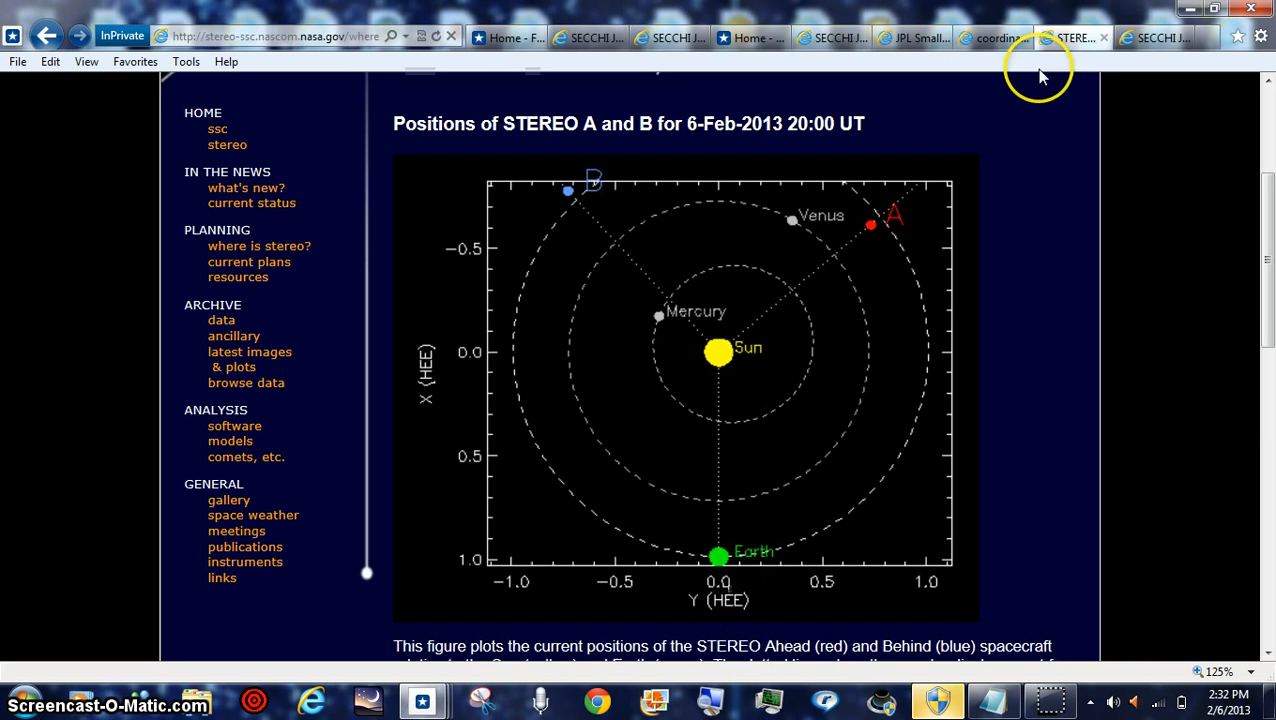 InPrivate
http://stereo-ssc.nascom.nasa.gov/where
Home - F...
SECCHI J...
SECCHI J...
Home - ...
SECCHI J...
JPL Small...
coordina...
STERE...
SECCHI J...
File Edit View Favorites Tools Help
HOME
ssc
stereo
IN THE NEWS
what's new?
current status
PLANNING
where is stereo?
current plans
resources
ARCHIVE
data
ancillary
latest images
& plots
browse data
ANALYSIS
software
models
comets, etc.
GENERAL
gallery
space weather
meetings
publications
instruments
links
Positions of STEREO A and B for 6-Feb-2013 20:00 UT
B
Venus
A
−0.5
Mercury
Sun
0.0
X (HEE)
0.5
Earth
1.0
−1.0 −0.5 0.0 0.5 1.0
Y (HEE)
This figure plots the current positions of the STEREO Ahead (red) and Behind (blue) spacecraft
125%
2:32 PM
2/6/2013
Screencast-O-Matic.com